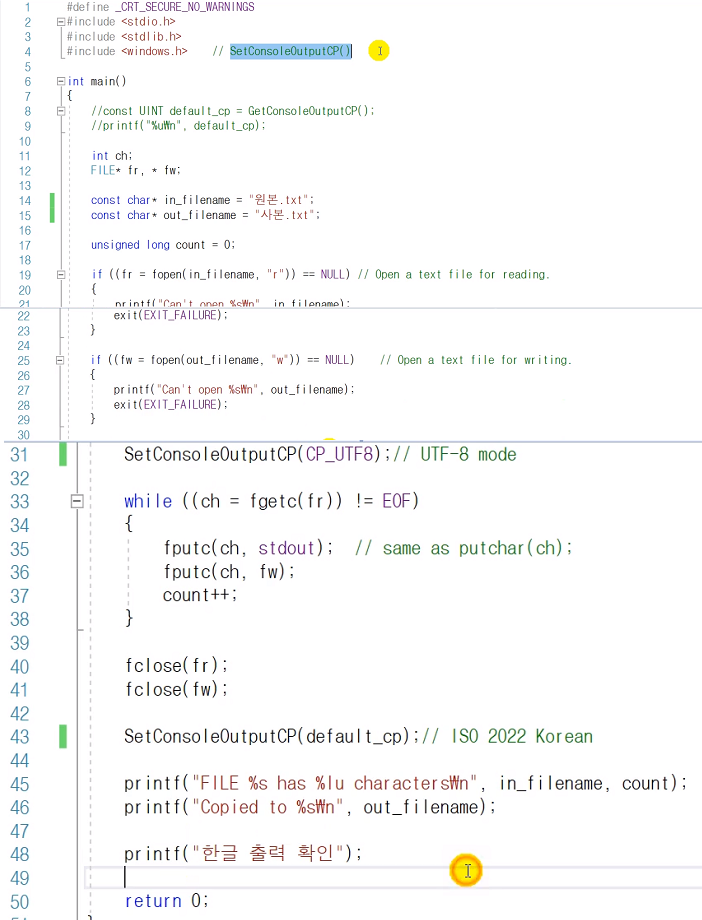 1 #define _CRT_SECURE_NO_WARNINGS
2 #include <stdio.h>
3 #include <stdlib.h>
4 #include <windows.h> // SetConsoleOutputCP()
5
6 int main()
7 {
8 //const UINT default_cp = GetConsoleOutputCP();
9 //printf("%u₩n", default_cp);
10
11 int ch;
12 FILE* fr, * fw;
13
14 const char* in_filename = "원본.txt";
15 const char* out_filename = "사본.txt";
16
17 unsigned long count = 0;
18
19 if ((fr = fopen(in_filename, "r")) == NULL) // Open a text file for reading.
20 {
21 printf("Can't open %s₩n", in_filename);
22 exit(EXIT_FAILURE);
23 }
24
25 if ((fw = fopen(out_filename, "w")) == NULL) // Open a text file for writing.
26 {
27 printf("Can't open %s₩n", out_filename);
28 exit(EXIT_FAILURE);
29 }
30
31 SetConsoleOutputCP(CP_UTF8);// UTF-8 mode
32
33 while ((ch = fgetc(fr)) != EOF)
34 {
35 fputc(ch, stdout); // same as putchar(ch);
36 fputc(ch, fw);
37 count++;
38 }
39
40 fclose(fr);
41 fclose(fw);
42
43 SetConsoleOutputCP(default_cp);// ISO 2022 Korean
44
45 printf("FILE %s has %lu characters₩n", in_filename, count);
46 printf("Copied to %s₩n", out_filename);
47
48 printf("한글 출력 확인");
49
50 return 0;